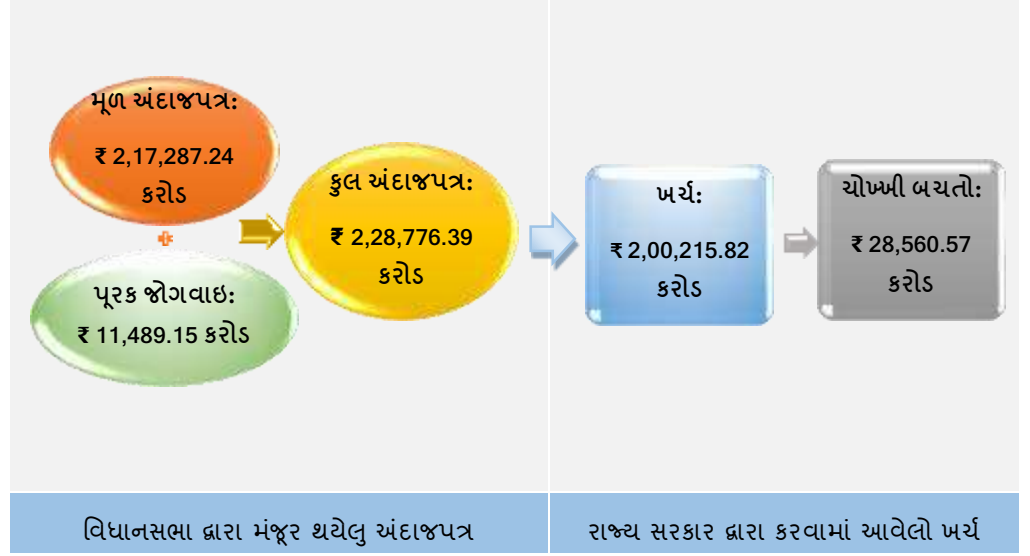 મૂળ અંદાજપત્ર:
₹ 2,17,287.24
કરોડ
પૂરક જોગવાઇ:
₹ 11,489.15 કરોડ
કુલ અંદાજપત્ર:
₹ 2,28,776.39
કરોડ
ખર્ચ:
₹ 2,00,215.82
કરોડ
ચોખ્ખી બચતો:
₹ 28,560.57
કરોડ
વિધાનસભા દ્વારા મંજૂર થયેલુ અંદાજપત્ર
રાજ્ય સરકાર દ્વારા કરવામાં આવેલો ખર્ચ